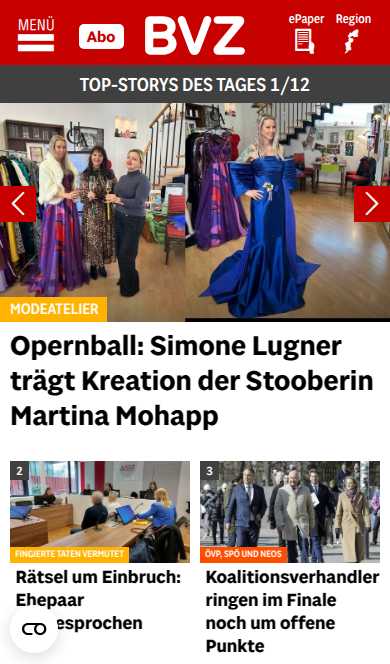 MENÜ
Abo
BVZ
ePaper
Region
TOP-STORYS DES TAGES 1/12
MODEATELIER
Opernball: Simone Lugner
trägt Kreation der Stooberin
Martina Mohapp
2
FINGIERTE TATEN VERMUTET
Rätsel um Einbruch:
Ehepaar
3
ÖVP, SPÖ UND NEOS
Koalitionsverhandler
ringen im Finale
noch um offene
Punkte